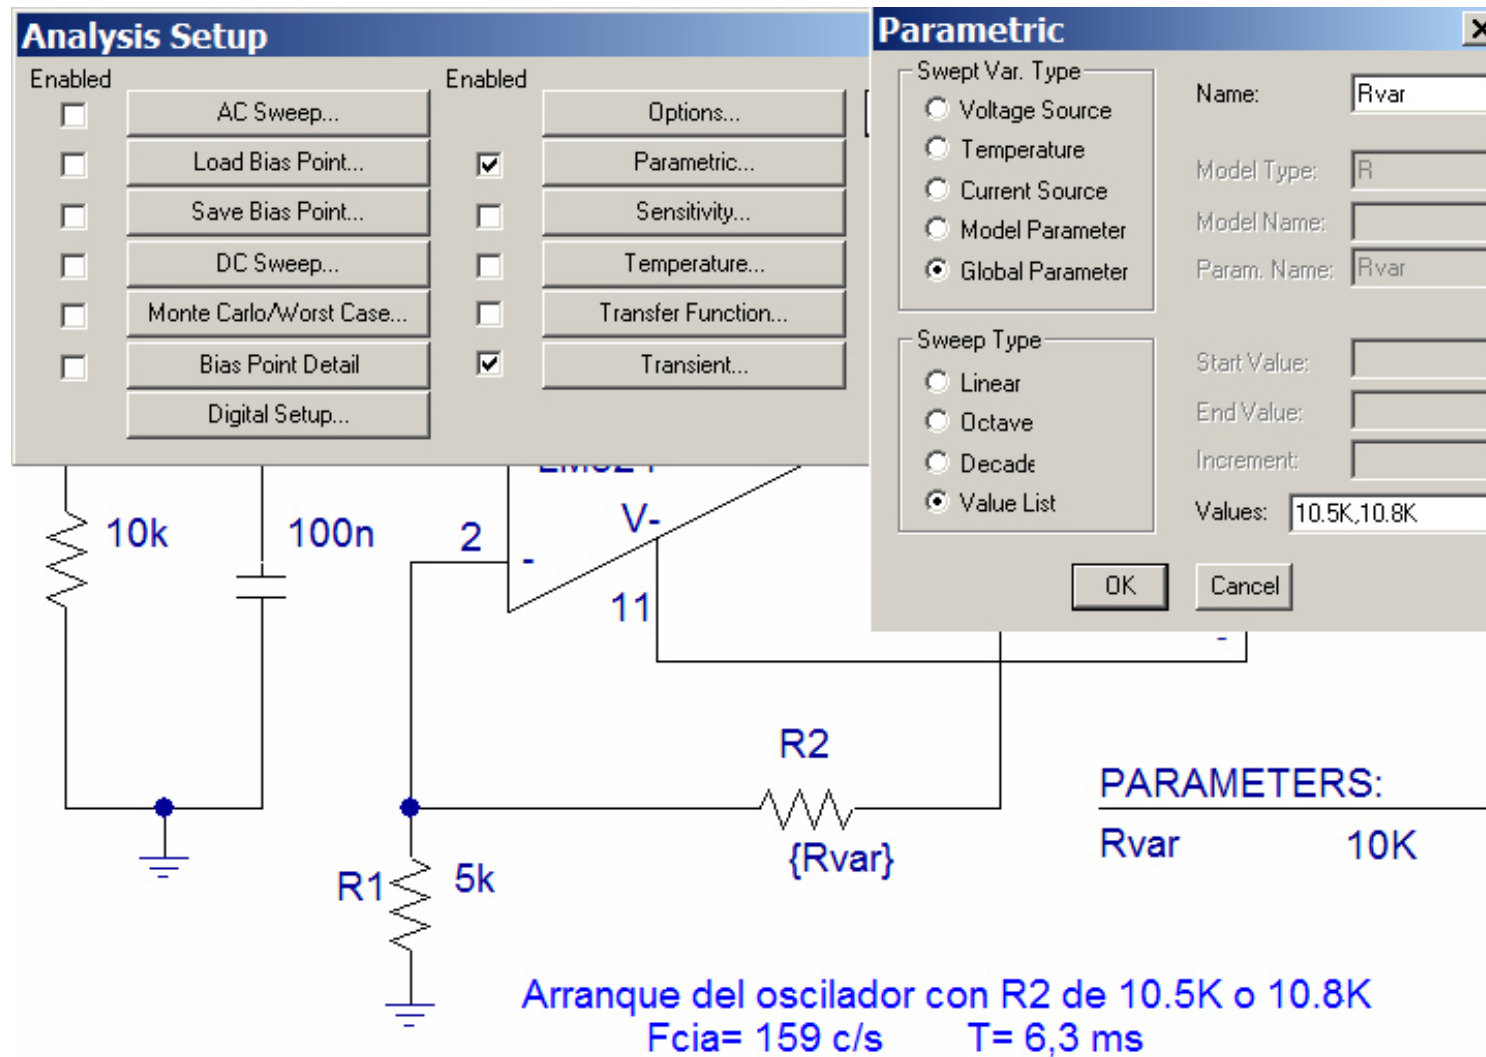 Analysis Setup
Enabled
Enabled
AC Sweep...
Options...
Load Bias Point...
Parametric...
Save Bias Point...
Sensitivity...
DC Sweep...
Temperature...
Monte Carlo/Worst Case...
Transfer Function...
Bias Point Detail
Transient...
Digital Setup...
Parametric
Swept Var. Type
Voltage Source
Temperature
Current Source
Model Parameter
Global Parameter
Name: Rvar
Model Type: R
Model Name:
Param. Name: Rvar
Sweep Type
Linear
Octave
Decade
Value List
Start Value:
End Value:
Increment:
Values: 10.5K,10.8K
OK
Cancel
10k
100n
2
-
V-
11
-
R2
{Rvar}
R1
5k
PARAMETERS:
Rvar 10K
Arranque del oscilador con R2 de 10.5K o 10.8K
Fcia= 159 c/s T= 6,3 ms